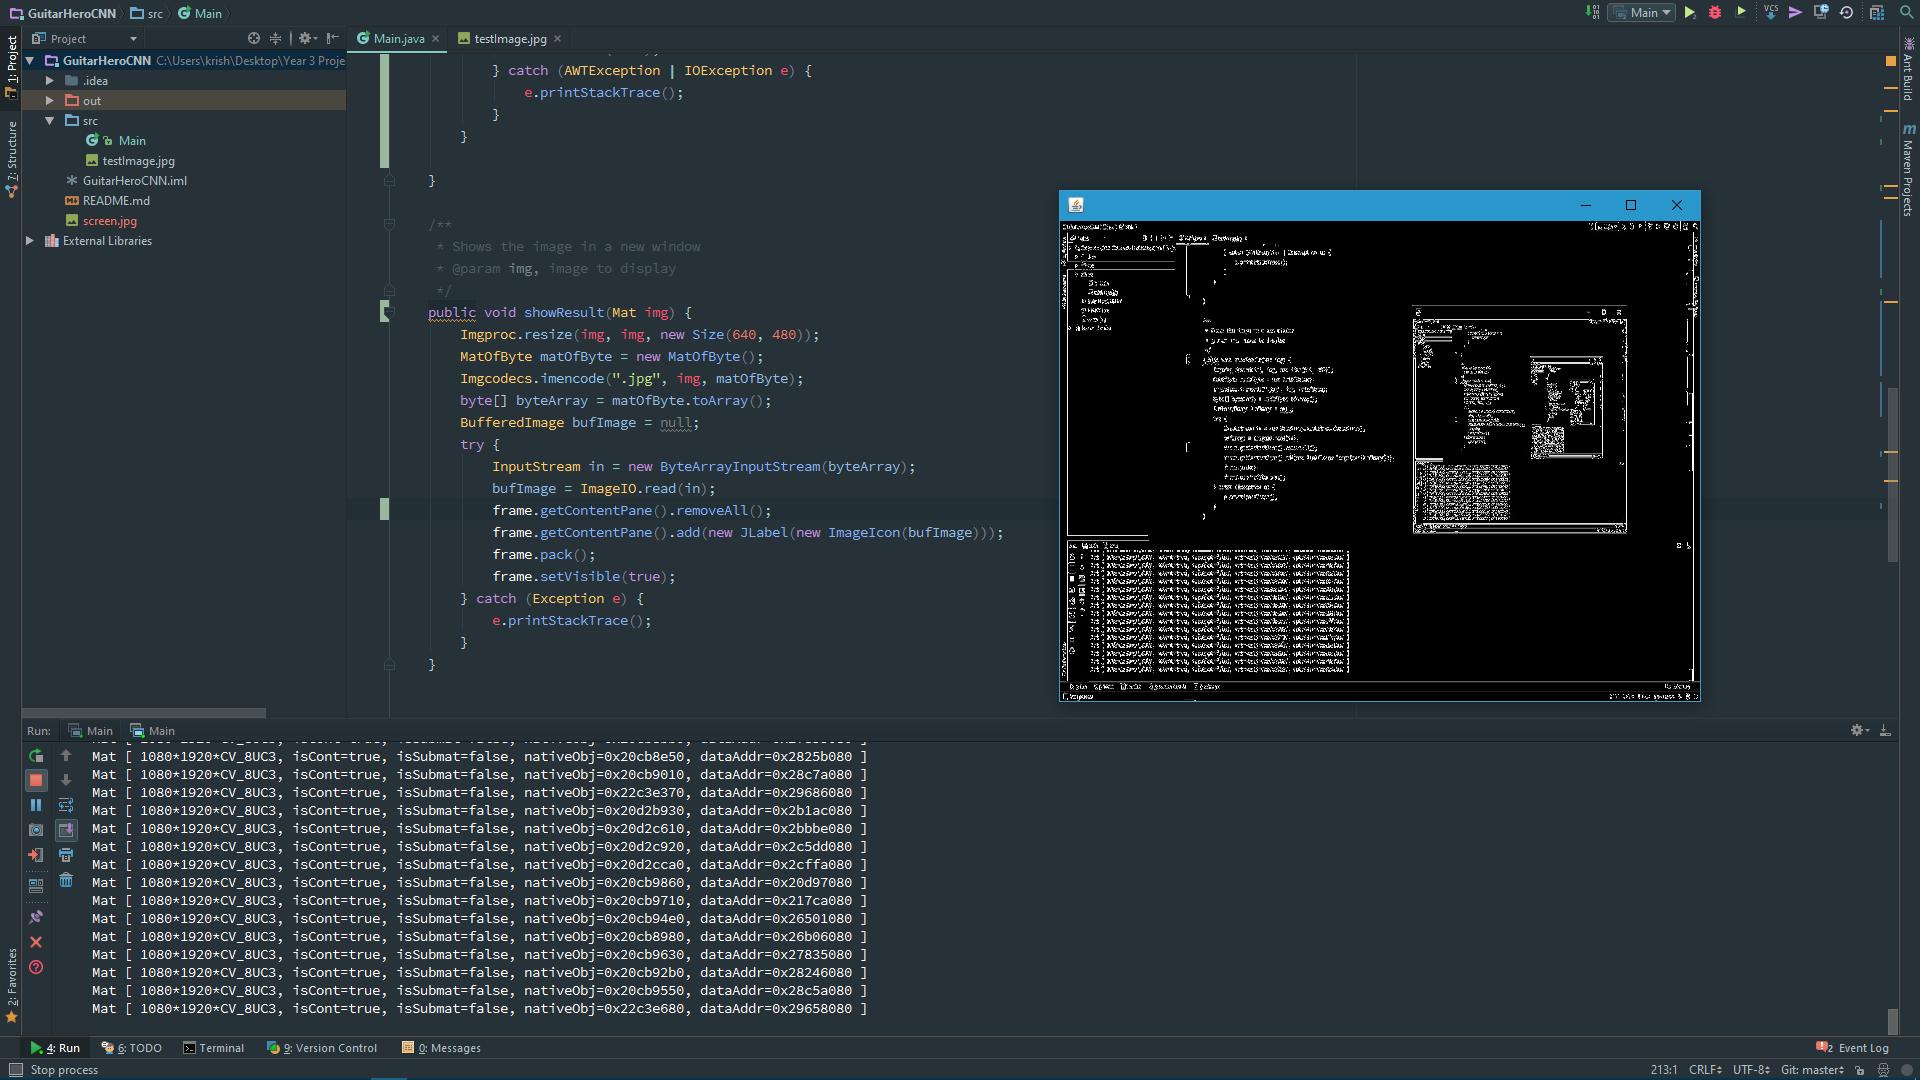 GuitarHeroCNN src Main
Main
VCS
Project
Main.java testImage.jpg
1: Project
7: Structure
2: Favorites
Ant Build
Maven Projects
GuitarHeroCNN C:\Users\krish\Desktop\Year 3 Proje
.idea
out
src
Main
testImage.jpg
GuitarHeroCNN.iml
README.md
screen.jpg
External Libraries
} catch (AWTException | IOException e) {
e.printStackTrace();
}
}
}
/**
* Shows the image in a new window
* @param img, image to display
*/
public void showResult(Mat img) {
Imgproc.resize(img, img, new Size(640, 480));
MatOfByte matOfByte = new MatOfByte();
Imgcodecs.imencode(".jpg", img, matOfByte);
byte[] byteArray = matOfByte.toArray();
BufferedImage bufImage = null;
try {
InputStream in = new ByteArrayInputStream(byteArray);
bufImage = ImageIO.read(in);
frame.getContentPane().removeAll();
frame.getContentPane().add(new JLabel(new ImageIcon(bufImage)));
frame.pack();
frame.setVisible(true);
} catch (Exception e) {
e.printStackTrace();
}
}
Run: Main Main
Mat [ 1080*1920*CV_8UC3, isCont=true, isSubmat=false, nativeObj=0x20cb8e50, dataAddr=0x2825b080 ]
Mat [ 1080*1920*CV_8UC3, isCont=true, isSubmat=false, nativeObj=0x20cb9010, dataAddr=0x28c7a080 ]
Mat [ 1080*1920*CV_8UC3, isCont=true, isSubmat=false, nativeObj=0x22c3e370, dataAddr=0x29686080 ]
Mat [ 1080*1920*CV_8UC3, isCont=true, isSubmat=false, nativeObj=0x20d2b930, dataAddr=0x2b1ac080 ]
Mat [ 1080*1920*CV_8UC3, isCont=true, isSubmat=false, nativeObj=0x20d2c610, dataAddr=0x2bbbe080 ]
Mat [ 1080*1920*CV_8UC3, isCont=true, isSubmat=false, nativeObj=0x20d2c920, dataAddr=0x2c5dd080 ]
Mat [ 1080*1920*CV_8UC3, isCont=true, isSubmat=false, nativeObj=0x20d2cca0, dataAddr=0x2cffa080 ]
Mat [ 1080*1920*CV_8UC3, isCont=true, isSubmat=false, nativeObj=0x20cb9860, dataAddr=0x20d97080 ]
Mat [ 1080*1920*CV_8UC3, isCont=true, isSubmat=false, nativeObj=0x20cb9710, dataAddr=0x217ca080 ]
Mat [ 1080*1920*CV_8UC3, isCont=true, isSubmat=false, nativeObj=0x20cb94e0, dataAddr=0x26501080 ]
Mat [ 1080*1920*CV_8UC3, isCont=true, isSubmat=false, nativeObj=0x20cb8980, dataAddr=0x26b06080 ]
Mat [ 1080*1920*CV_8UC3, isCont=true, isSubmat=false, nativeObj=0x20cb9630, dataAddr=0x27835080 ]
Mat [ 1080*1920*CV_8UC3, isCont=true, isSubmat=false, nativeObj=0x20cb92b0, dataAddr=0x28246080 ]
Mat [ 1080*1920*CV_8UC3, isCont=true, isSubmat=false, nativeObj=0x20cb9550, dataAddr=0x28c5a080 ]
Mat [ 1080*1920*CV_8UC3, isCont=true, isSubmat=false, nativeObj=0x22c3e680, dataAddr=0x29658080 ]
4: Run 6: TODO Terminal 9: Version Control 0: Messages 2 Event Log
Stop process 213:1 CRLF UTF-8 Git: master